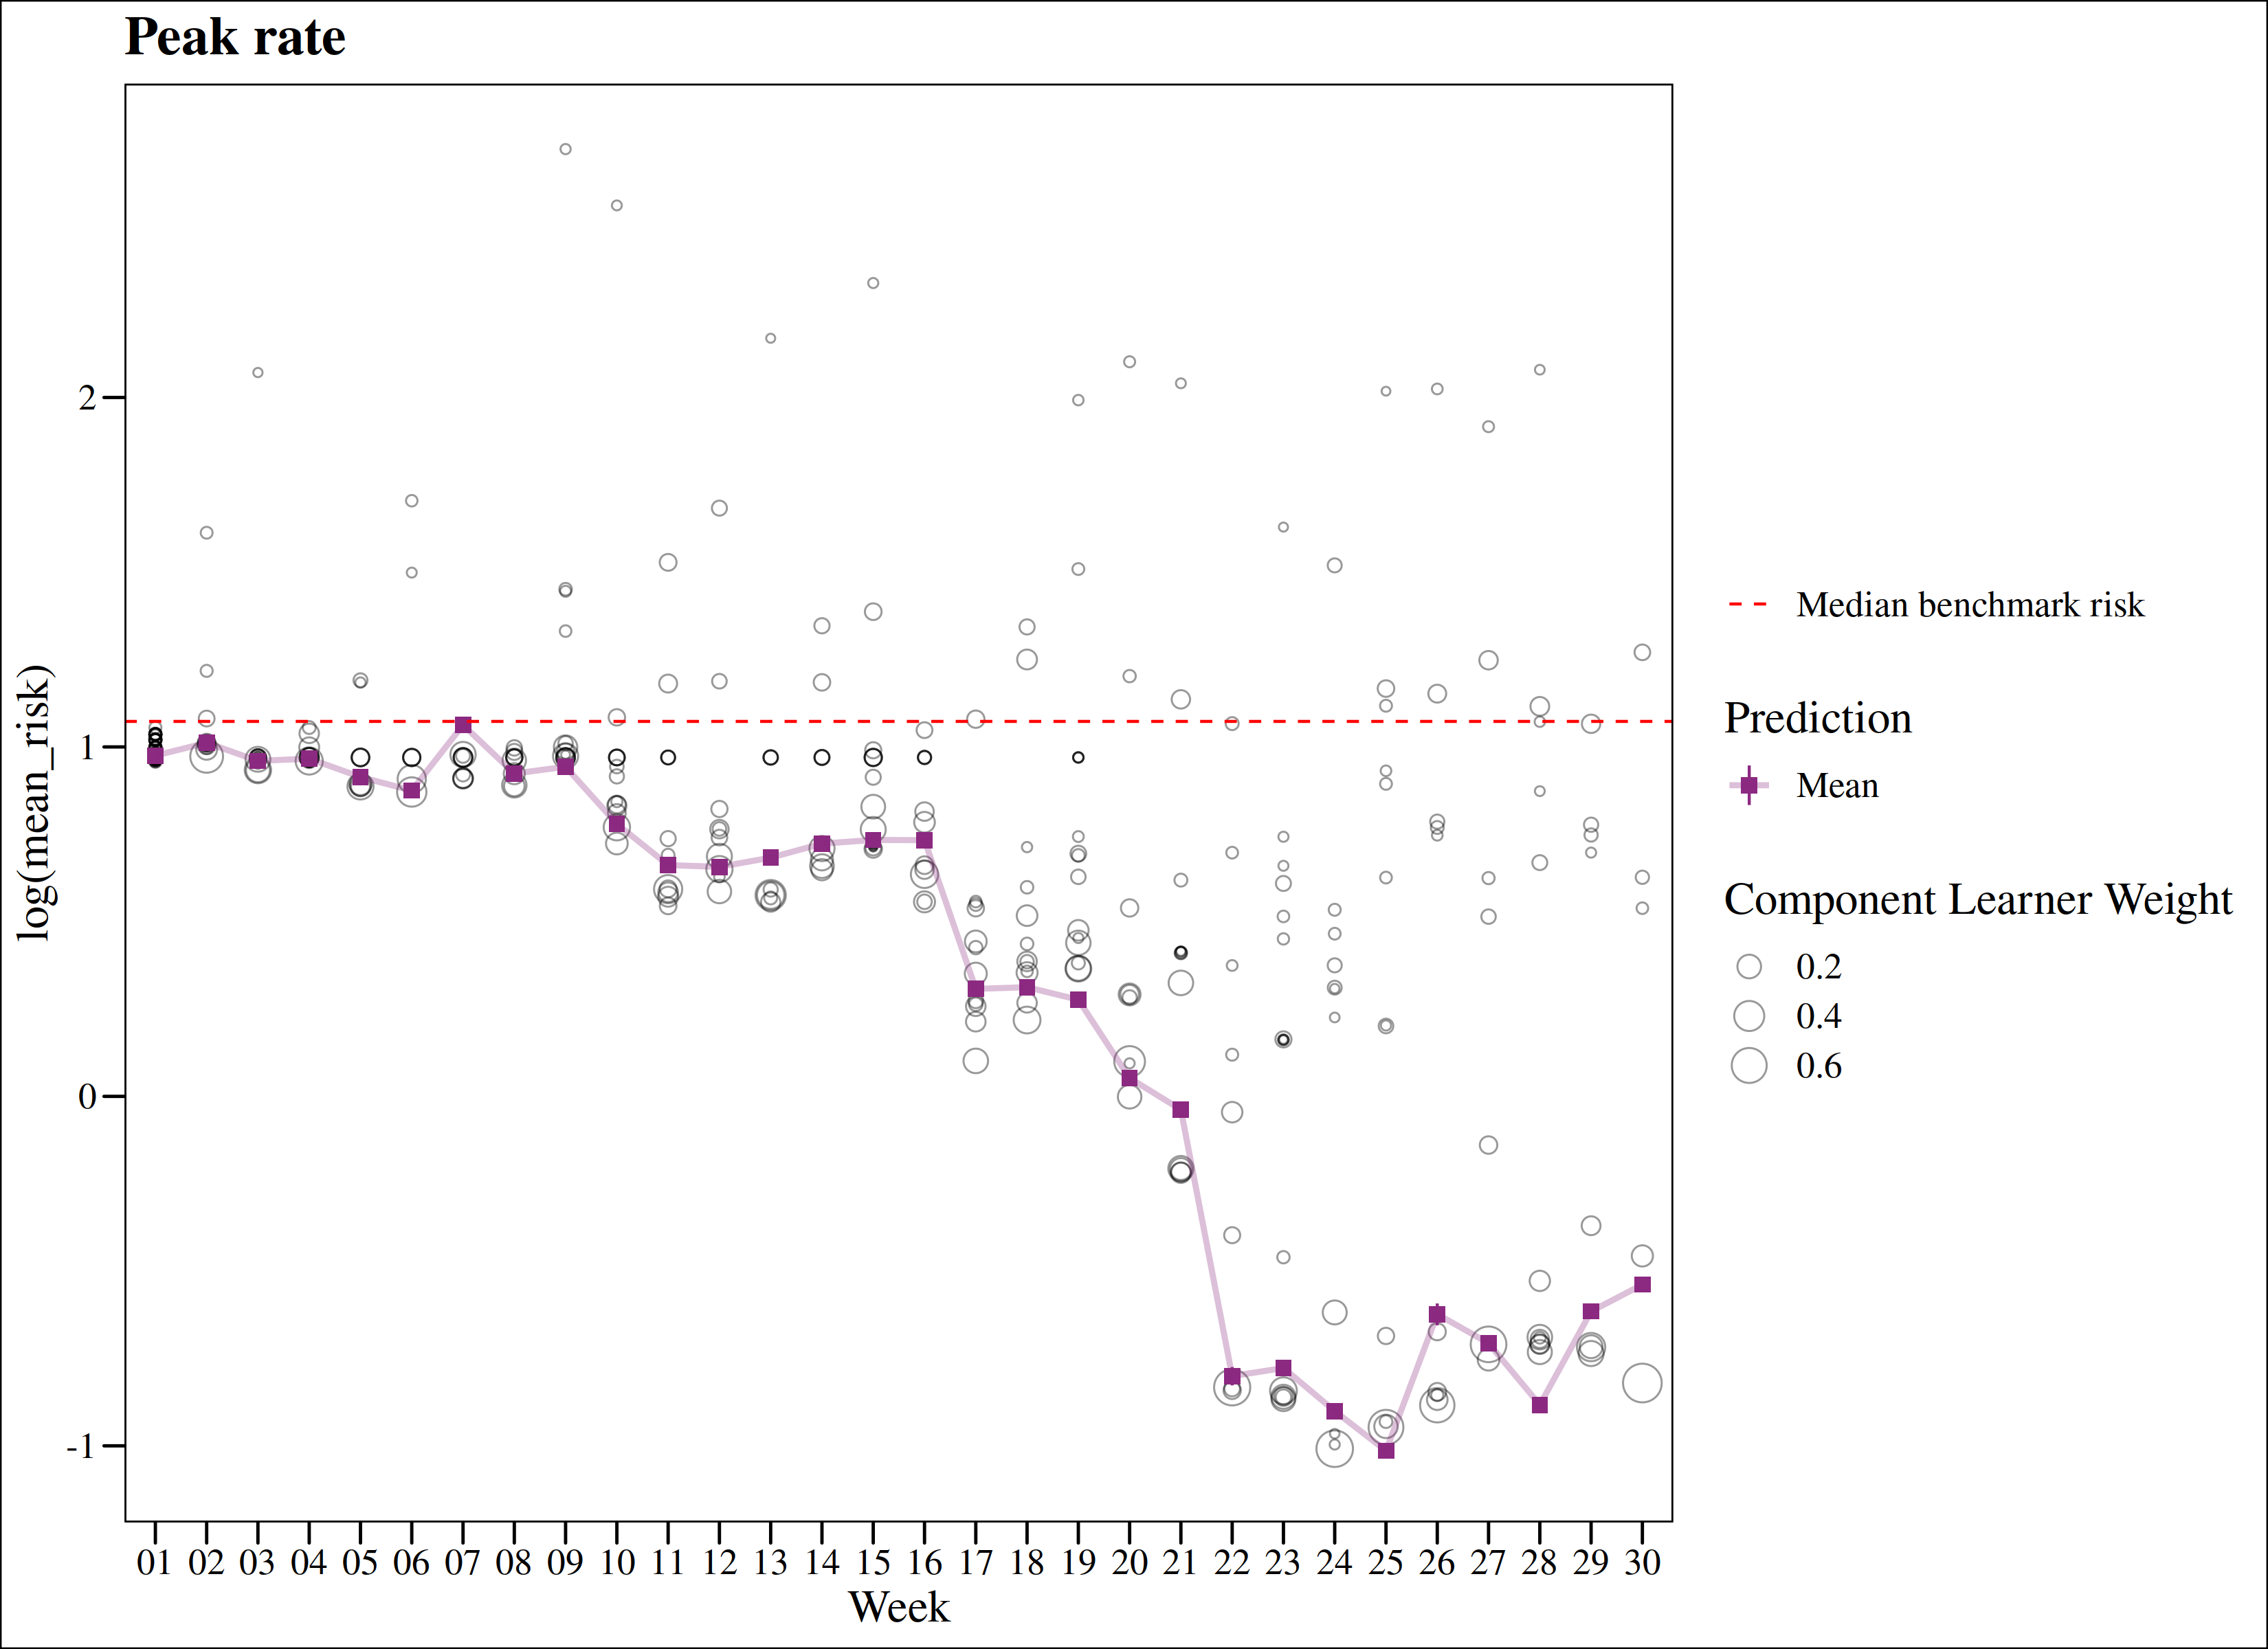 Peak rate
log(mean_risk)
2
1
0
-1
01 02 03 04 05 06 07 08 09 10 11 12 13 14 15 16 17 18 19 20 21 22 23 24 25 26 27 28 29 30
Week
Median benchmark risk
Prediction
Mean
Component Learner Weight
0.2
0.4
0.6